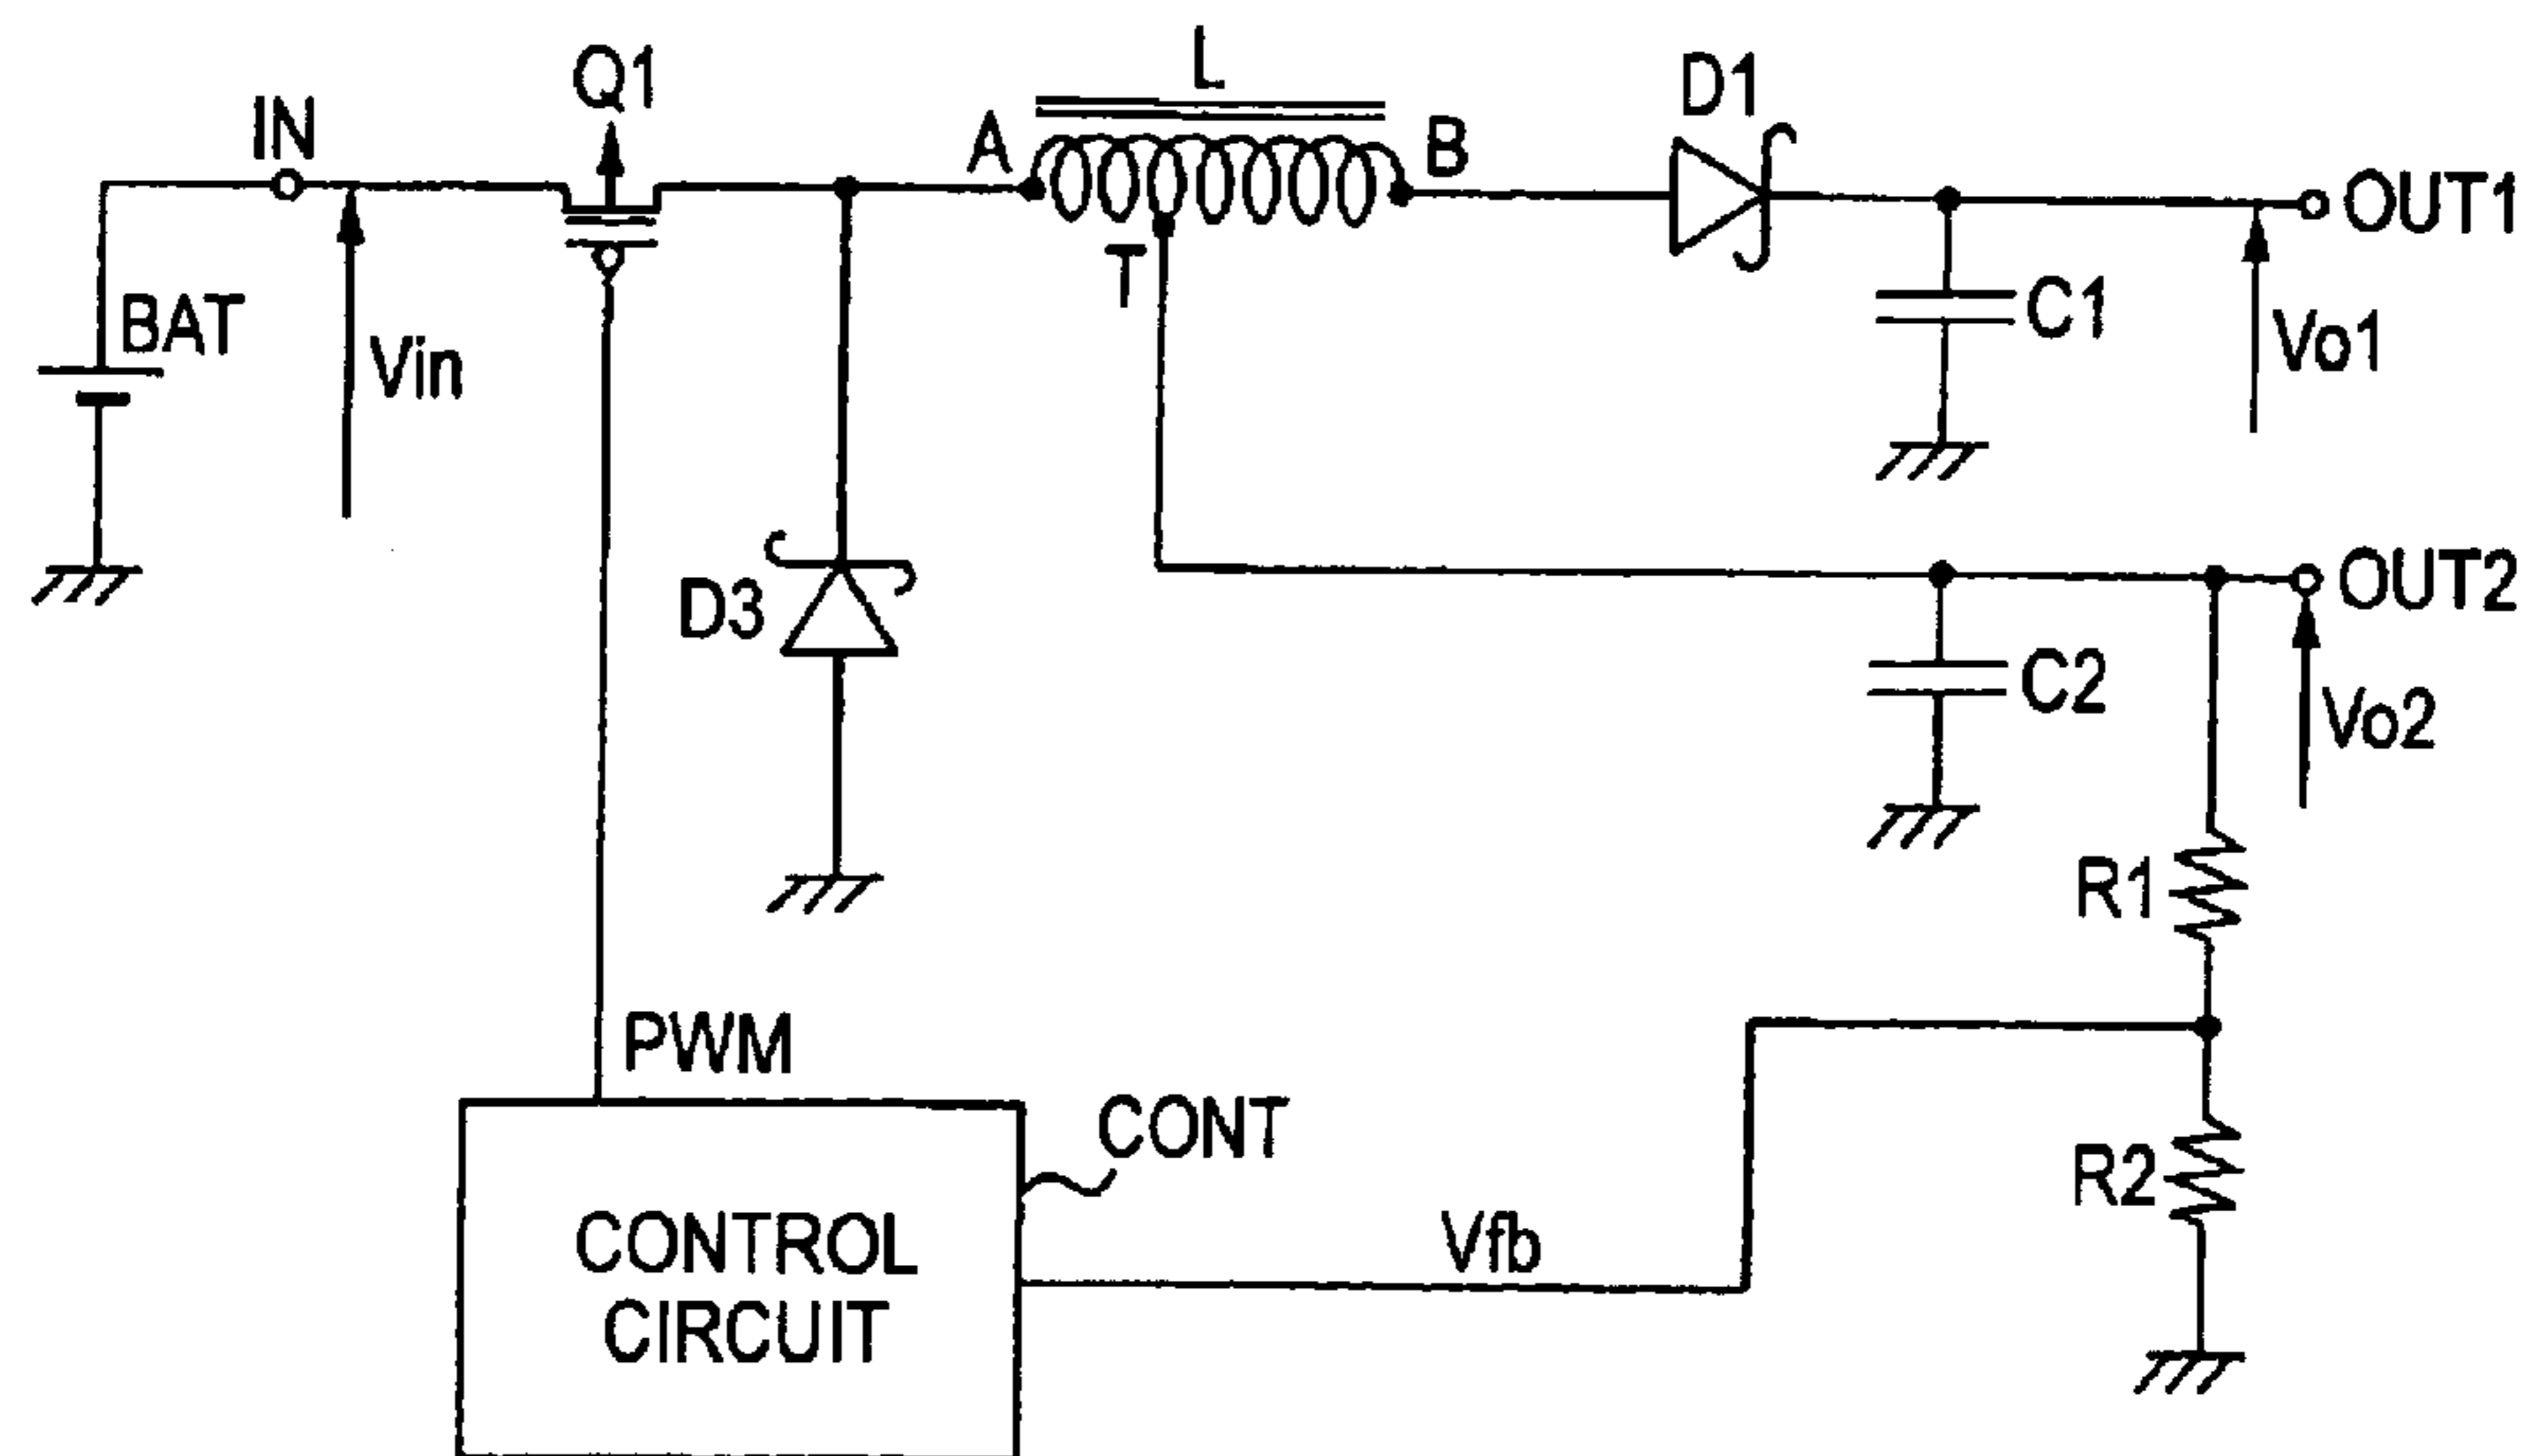 L
Q1
D1
IN
A
B
OUT1
T
C1
BAT
Vin
Vo1
OUT2
D3
C2
Vo2
R1
PWM
CONT
R2
CONTROL
CIRCUIT
Vfb